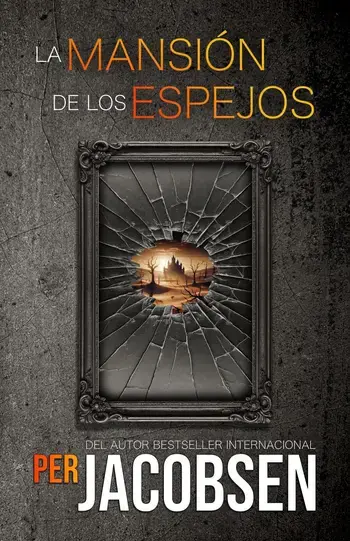 LA MANSIÓN
DE LOS ESPEJOS
DEL AUTOR BESTSELLER INTERNACIONAL
PER JACOBSEN